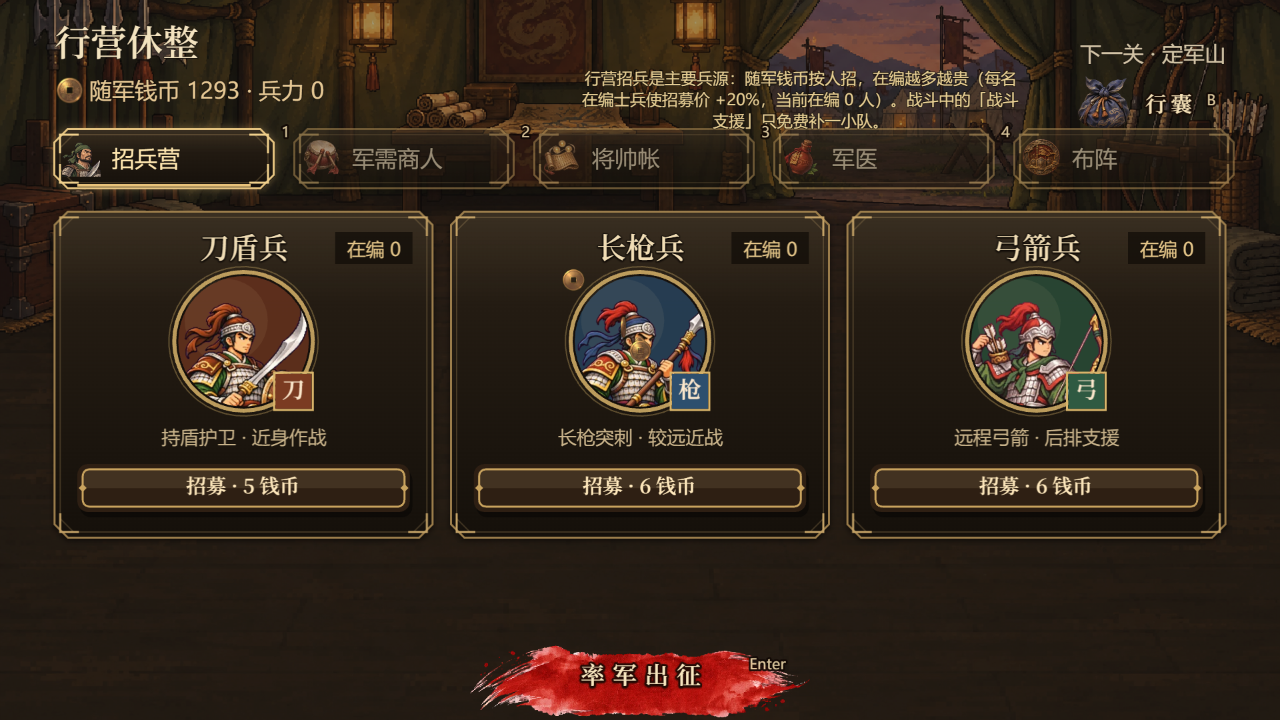 行营休整
随军钱币 1293 · 兵力 0
行营招兵是主要兵源：随军钱币按人招，在编越多越贵（每名
在编士兵使招募价 +20%，当前在编 0 人）。战斗中的「战斗
支援」只免费补一小队。
下一关 · 定军山
行囊 B
招兵营 1
军需商人 2
将帅帐 3
军医 4
布阵
刀盾兵 在编 0
刀
持盾护卫 · 近身作战
招募 · 5 钱币
长枪兵 在编 0
枪
长枪突刺 · 较远近战
招募 · 6 钱币
弓箭兵 在编 0
弓
远程弓箭 · 后排支援
招募 · 6 钱币
率军出征 Enter